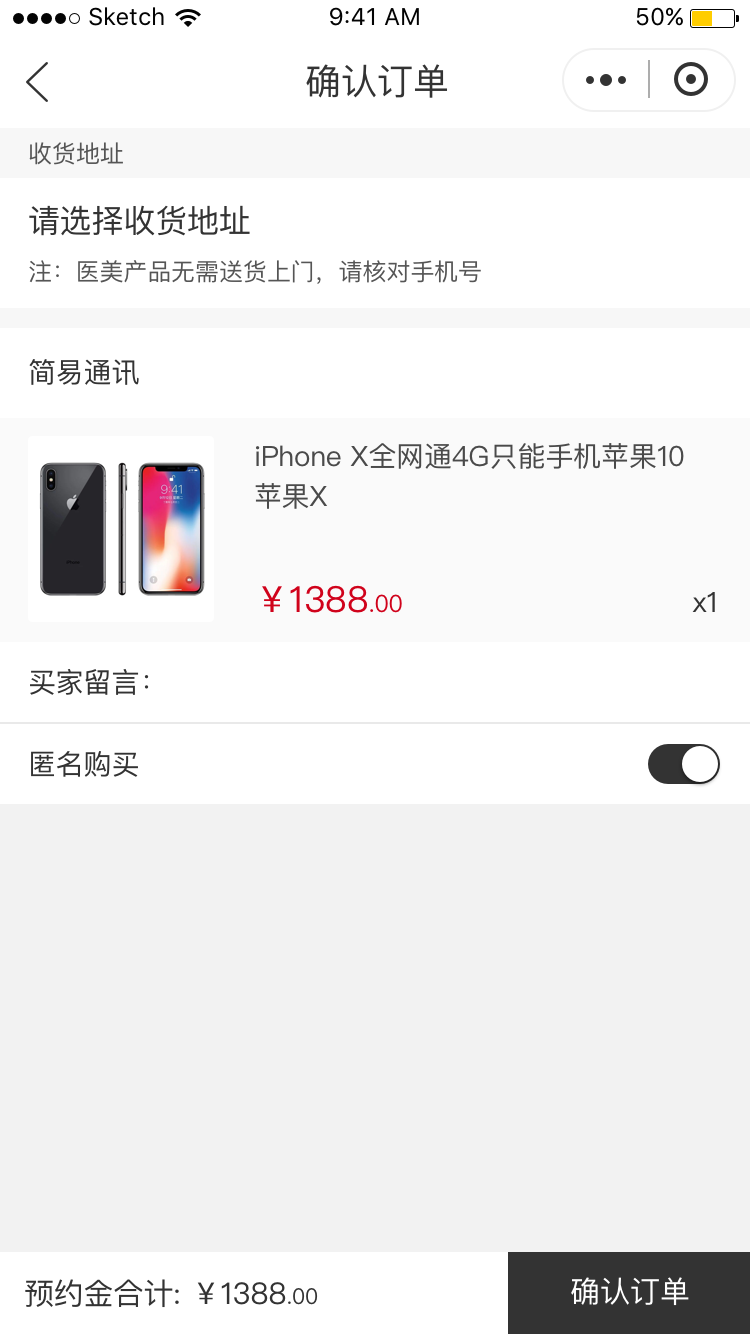 Sketch 9:41 AM 50%
确认订单
收货地址
请选择收货地址
注：医美产品无需送货上门，请核对手机号
简易通讯
iPhone X全网通4G只能手机苹果10
苹果X
9:41
¥1388.00 x1
买家留言：
匿名购买
预约金合计: ¥1388.00 确认订单